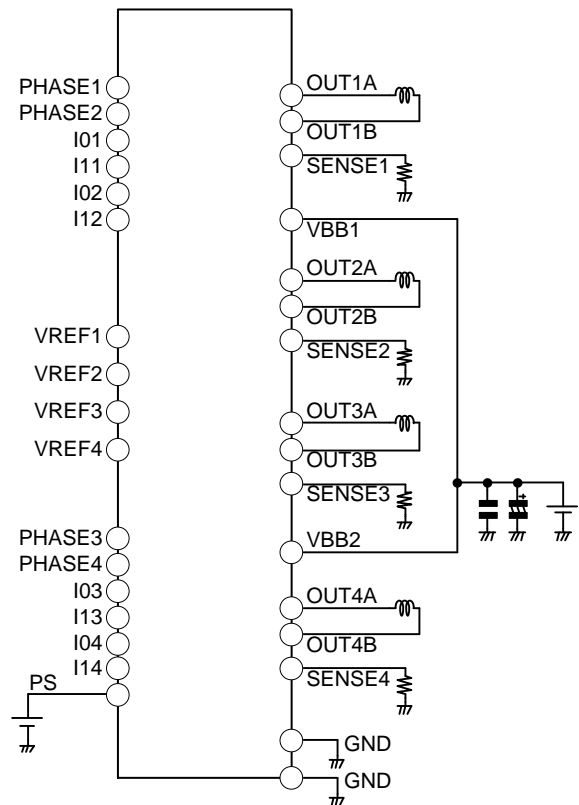 PHASE1
PHASE2
I01
I11
I02
I12
VREF1
VREF2
VREF3
VREF4
PHASE3
PHASE4
I03
I13
I04
I14
PS
OUT1A
OUT1B
SENSE1
VBB1
OUT2A
OUT2B
SENSE2
OUT3A
OUT3B
SENSE3
VBB2
OUT4A
OUT4B
SENSE4
GND
GND
+